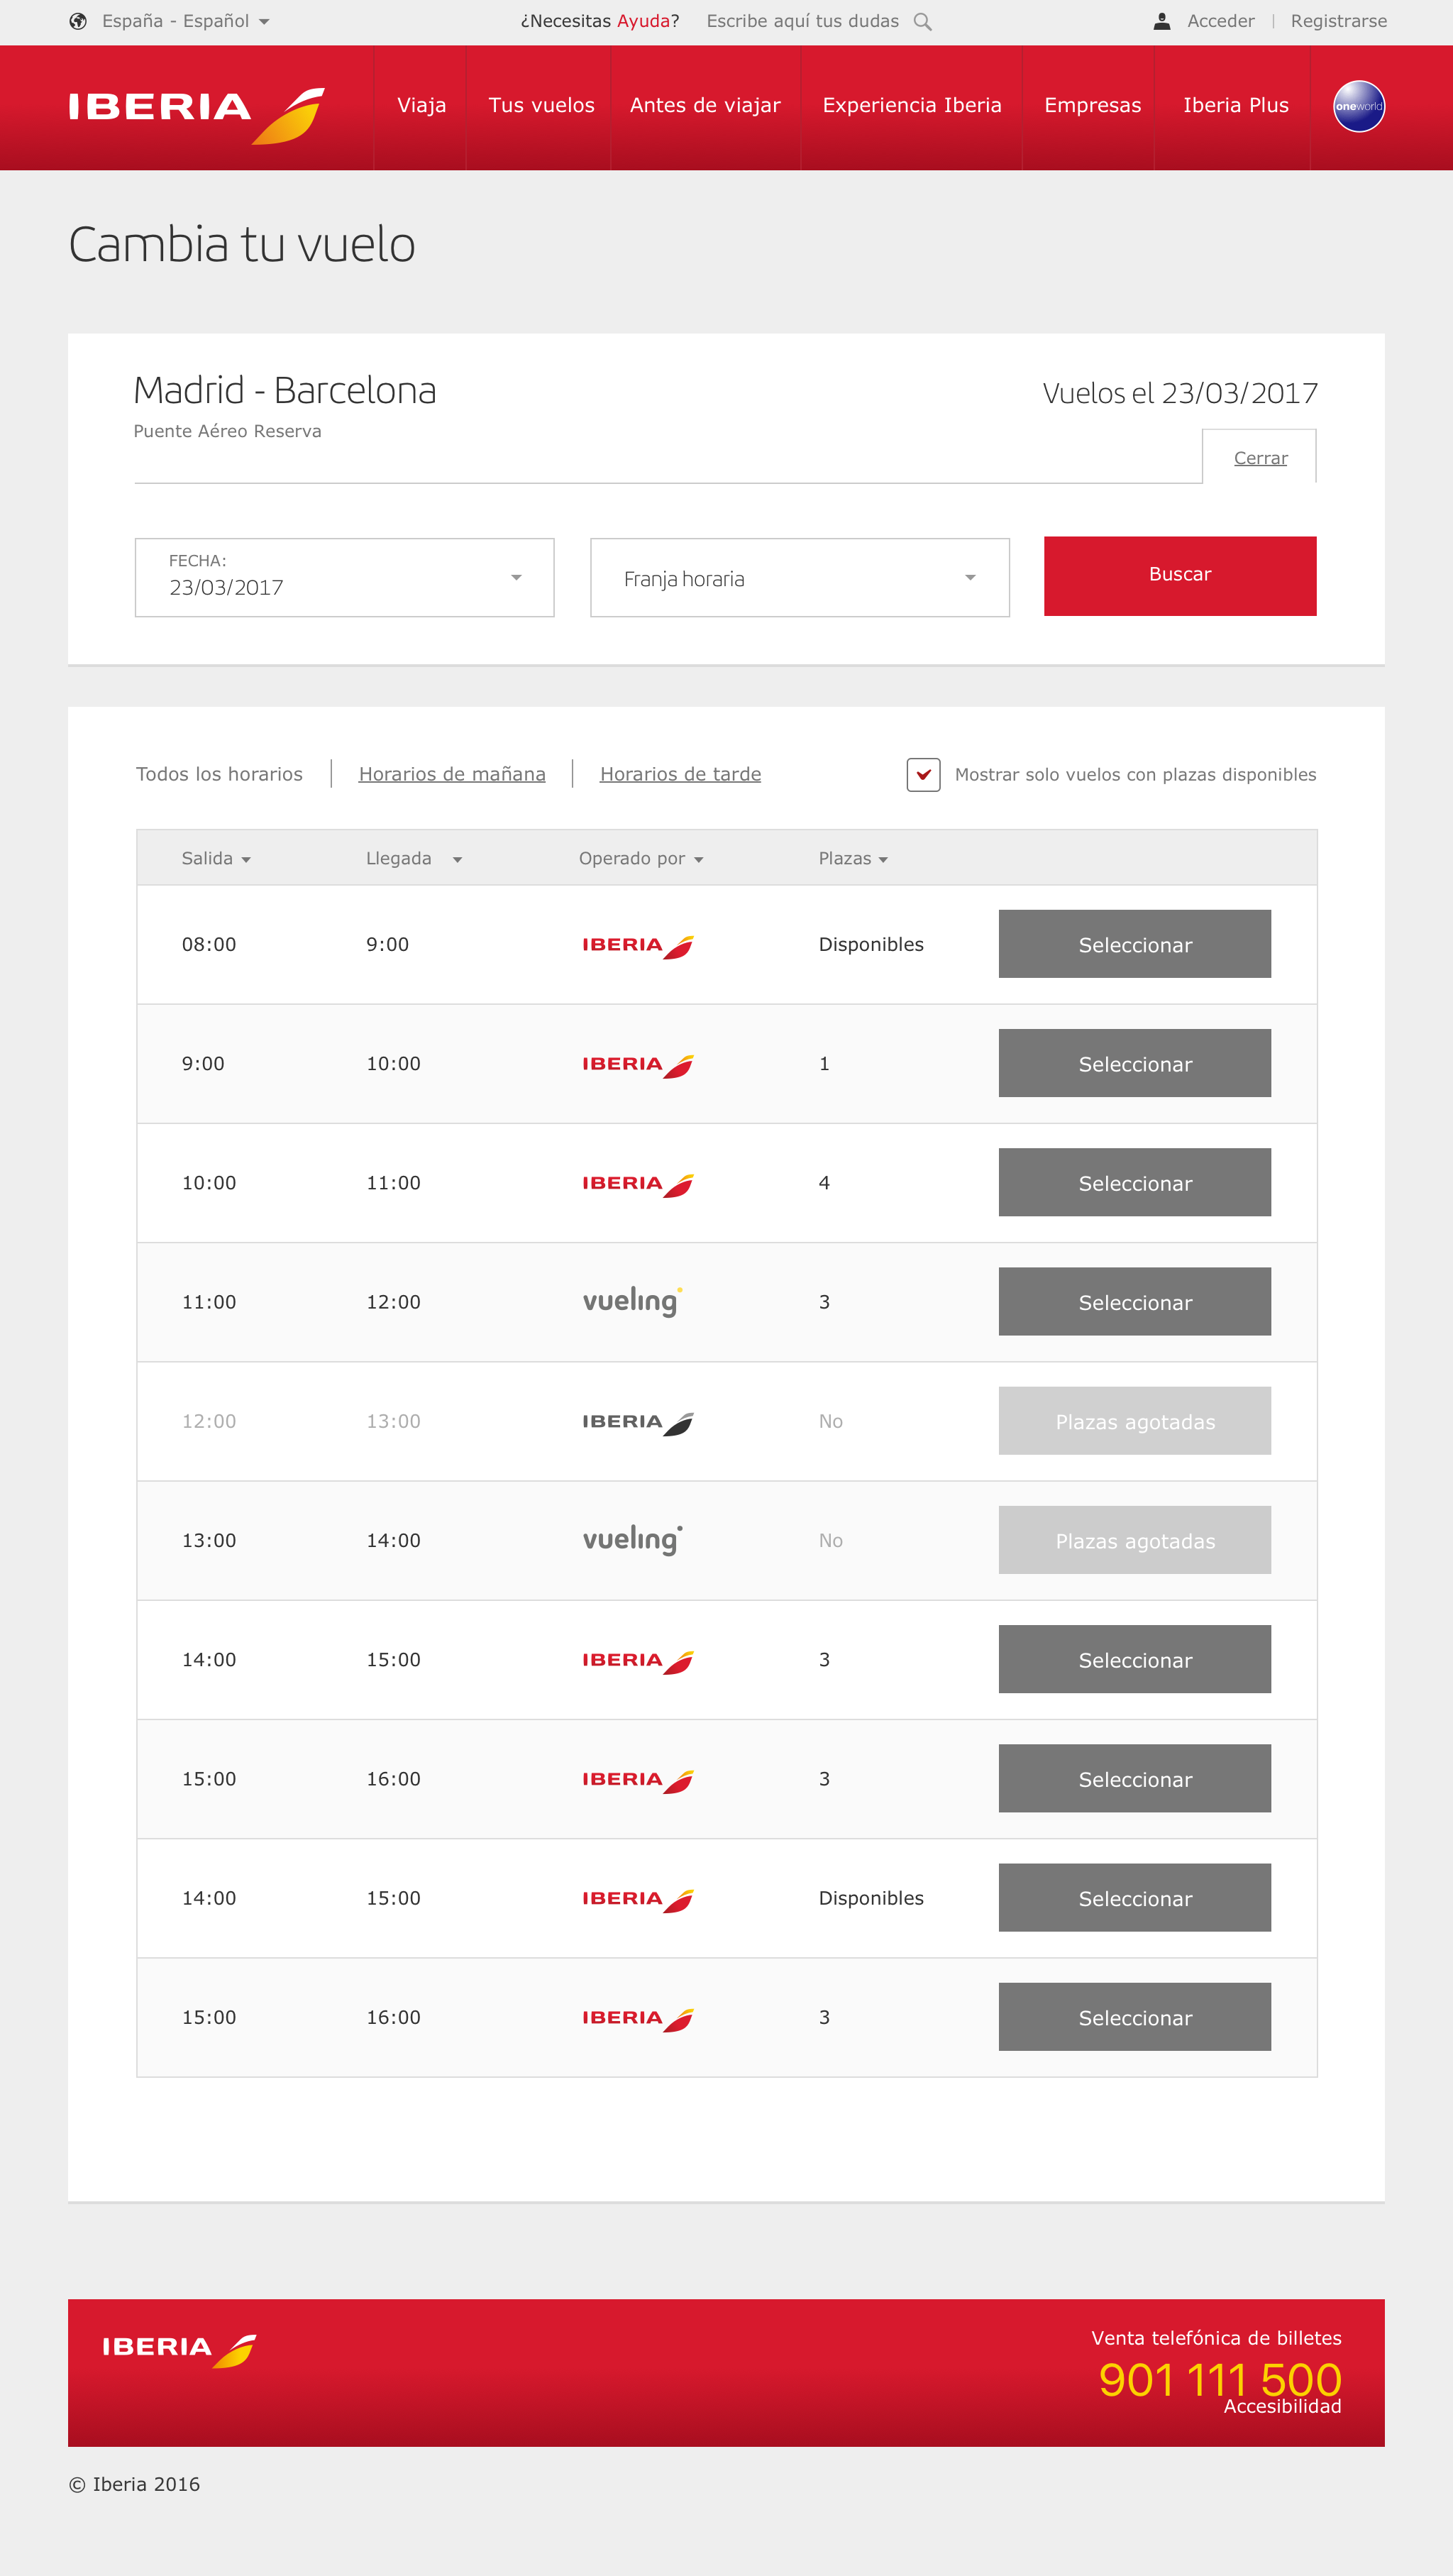 España - Español
¿Necesitas Ayuda? Escribe aquí tus dudas
Acceder | Registrarse
IBERIA
Viaja
Tus vuelos
Antes de viajar
Experiencia Iberia
Empresas
Iberia Plus
oneworld
Cambia tu vuelo
Madrid - Barcelona
Vuelos el 23/03/2017
Puente Aéreo Reserva
Cerrar
FECHA:
23/03/2017
Franja horaria
Buscar
Todos los horarios | Horarios de mañana | Horarios de tarde
Mostrar solo vuelos con plazas disponibles
Salida Llegada Operado por Plazas
08:00 9:00 IBERIA Disponibles Seleccionar
9:00 10:00 IBERIA 1 Seleccionar
10:00 11:00 IBERIA 4 Seleccionar
11:00 12:00 vueling 3 Seleccionar
12:00 13:00 IBERIA No Plazas agotadas
13:00 14:00 vueling No Plazas agotadas
14:00 15:00 IBERIA 3 Seleccionar
15:00 16:00 IBERIA 3 Seleccionar
14:00 15:00 IBERIA Disponibles Seleccionar
15:00 16:00 IBERIA 3 Seleccionar
IBERIA
Venta telefónica de billetes
901 111 500
Accesibilidad
© Iberia 2016